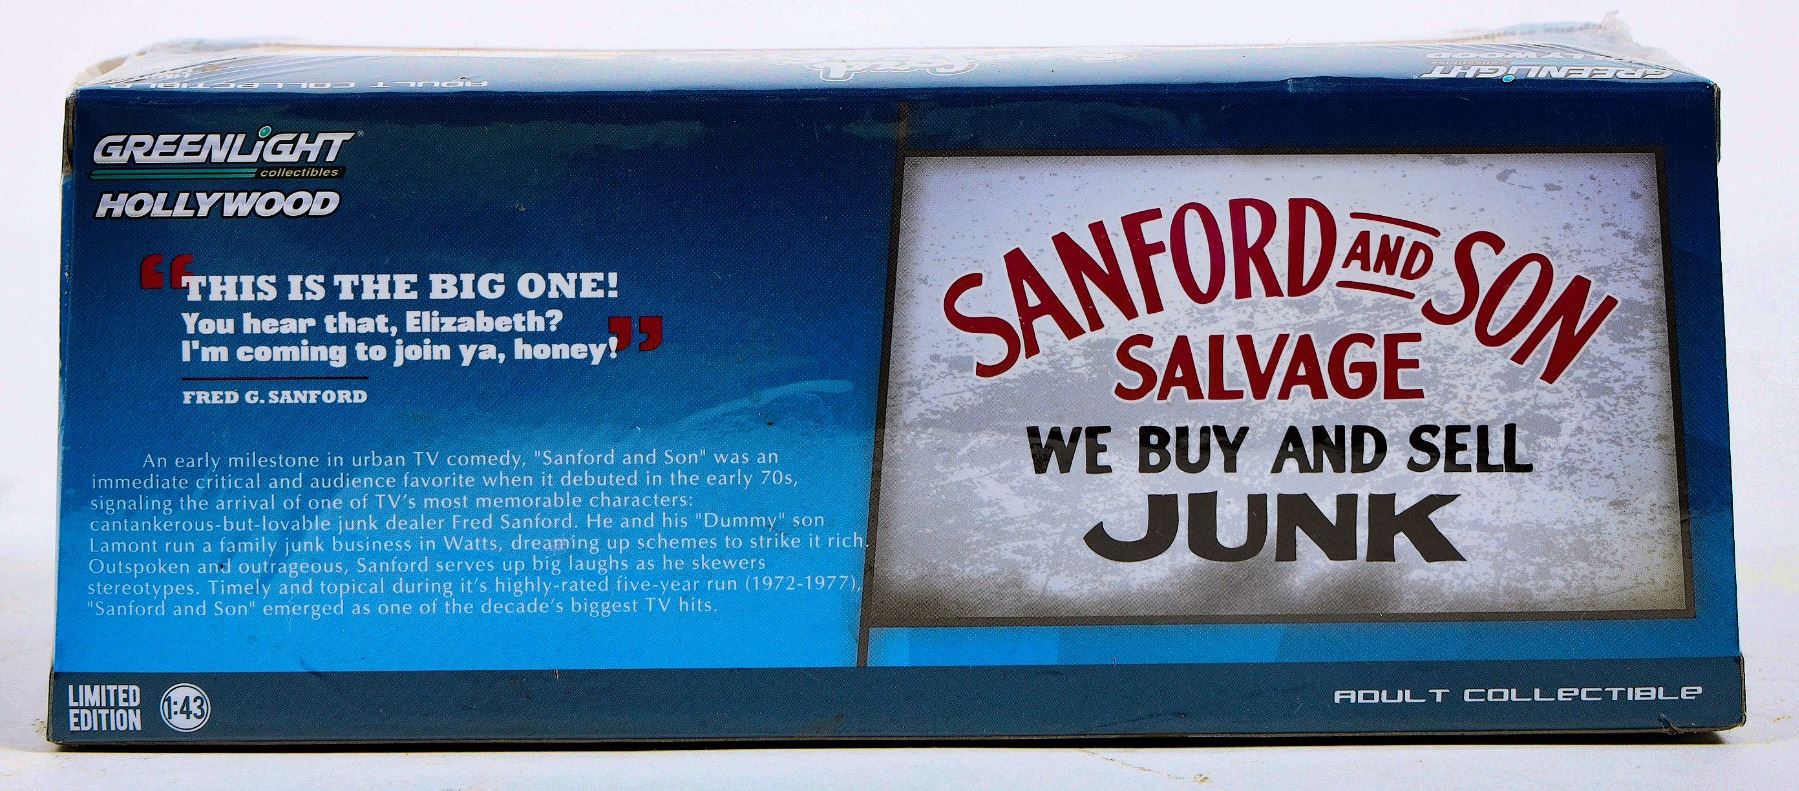 ADULT COLLECTIBLE
Ford
GREENLiGHT
GREENLiGHT
collectibles
HOLLYWOOD
“THIS IS THE BIG ONE!
You hear that, Elizabeth?
I'm coming to join ya, honey!”
FRED G. SANFORD
An early milestone in urban TV comedy, "Sanford and Son" was an
immediate critical and audience favorite when it debuted in the early 70s,
signaling the arrival of one of TV's most memorable characters:
cantankerous-but-lovable junk dealer Fred Sanford. He and his "Dummy" son
Lamont run a family junk business in Watts, dreaming up schemes to strike it rich.
Outspoken and outrageous, Sanford serves up big laughs as he skewers
stereotypes. Timely and topical during it's highly-rated five-year run (1972-1977),
"Sanford and Son" emerged as one of the decade's biggest TV hits.
SANFORD AND SON
SALVAGE
WE BUY AND SELL
JUNK
LIMITED
EDITION
1:43
ADULT COLLECTIBLE